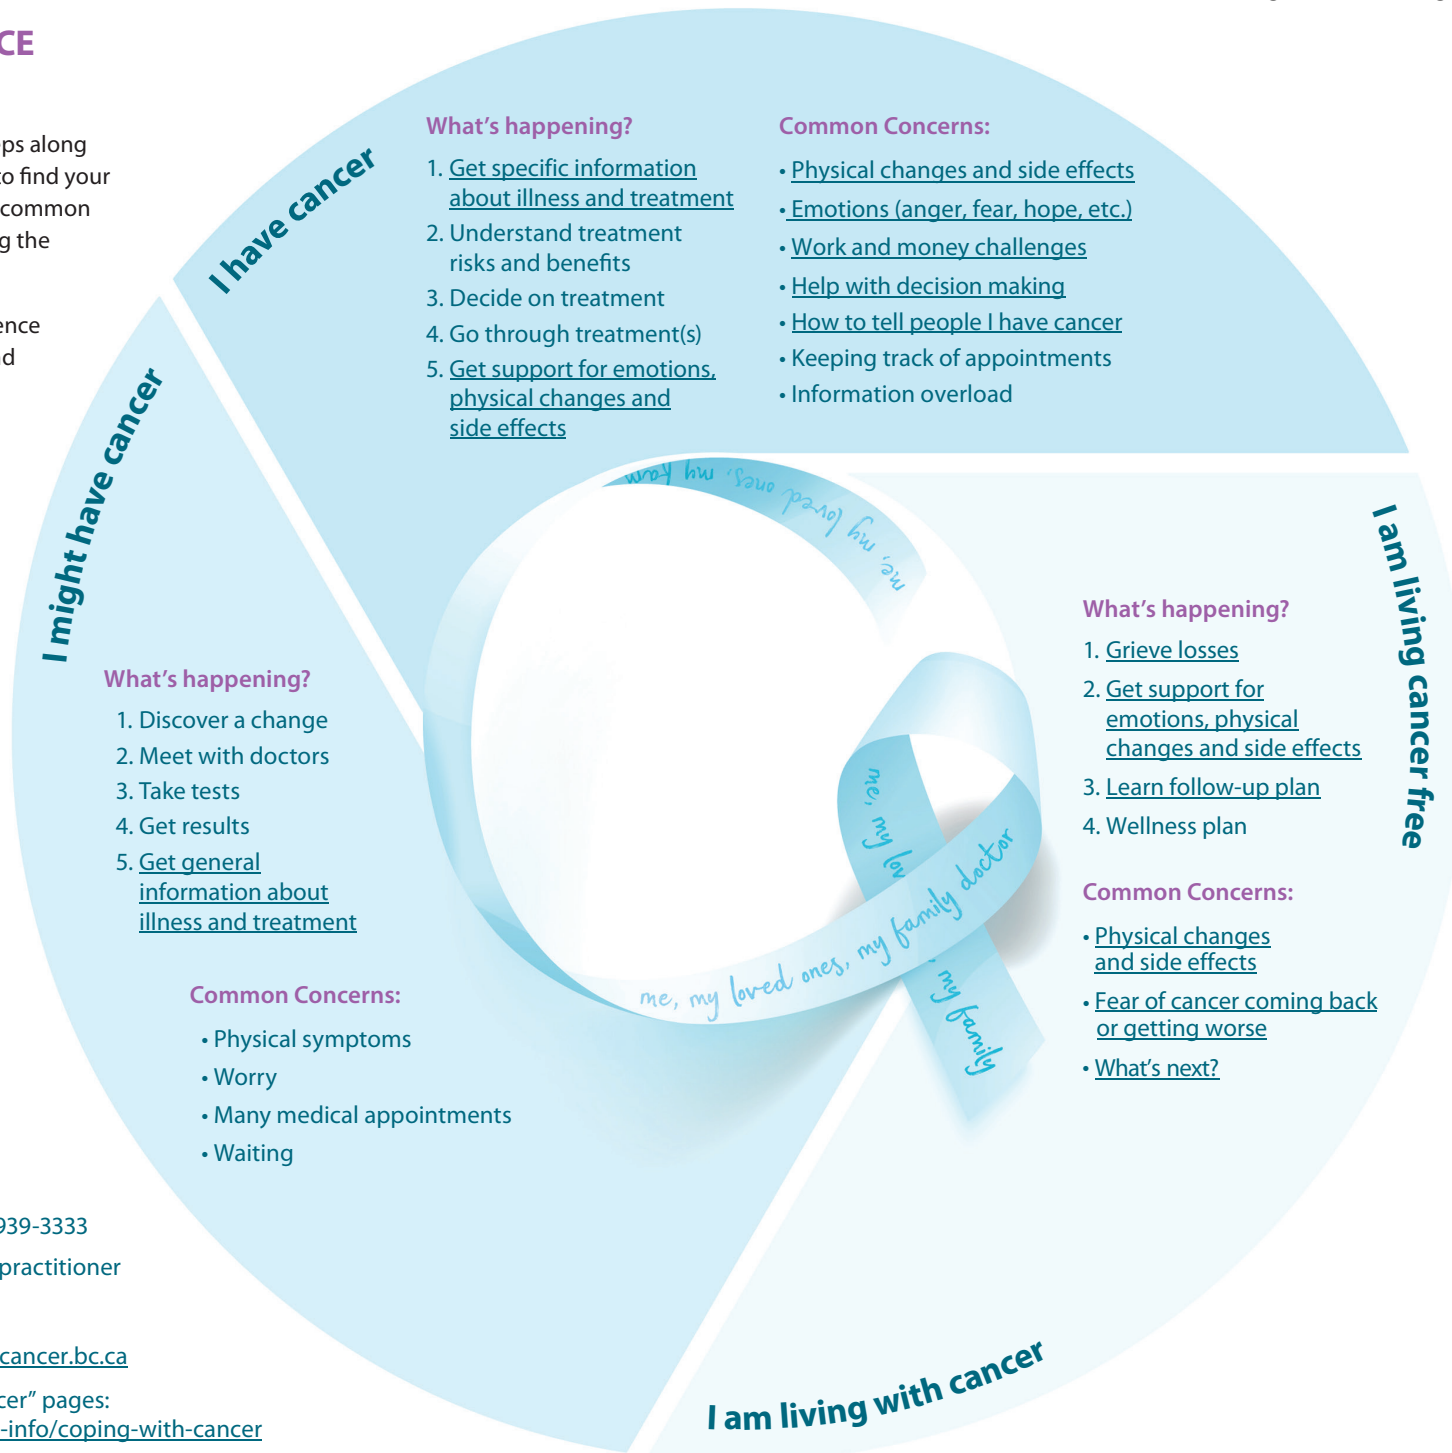 CE
ps along
to find your
common
g the
ence
d
I have cancer
What's happening?
1. Get specific information
about illness and treatment
2. Understand treatment
risks and benefits
3. Decide on treatment
4. Go through treatment(s)
5. Get support for emotions,
physical changes and
side effects
Common Concerns:
• Physical changes and side effects
• Emotions (anger, fear, hope, etc.)
• Work and money challenges
• Help with decision making
• How to tell people I have cancer
• Keeping track of appointments
• Information overload
I might have cancer
What's happening?
1. Discover a change
2. Meet with doctors
3. Take tests
4. Get results
5. Get general
information about
illness and treatment
Common Concerns:
• Physical symptoms
• Worry
• Many medical appointments
• Waiting
me, my loved ones, my fam
me, my lov
me, my loved ones, my family doctor
, my family
I am living cancer free
What's happening?
1. Grieve losses
2. Get support for
emotions, physical
changes and side effects
3. Learn follow-up plan
4. Wellness plan
Common Concerns:
• Physical changes
and side effects
• Fear of cancer coming back
or getting worse
• What's next?
I am living with cancer
939-3333
practitioner
cancer.bc.ca
cer” pages:
-info/coping-with-cancer